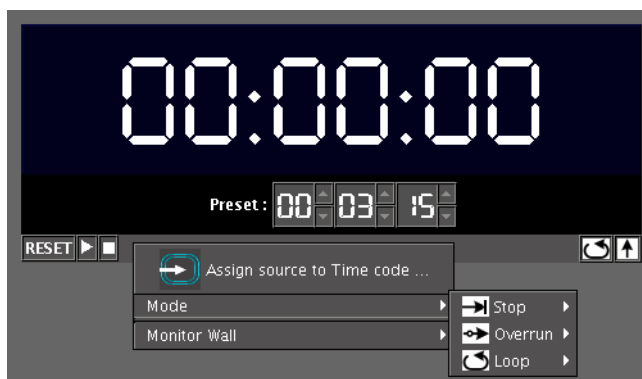 00:00:00
Preset: 00 03 15
RESET
Assign source to Time code ...
Mode
Stop
Monitor Wall
Overrun
Loop